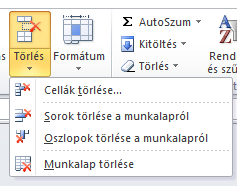 Törlés
Formátum
Σ AutoSzum
Kitöltés
Törlés
Rend
és szű
Cellák törlése...
Sorok törlése a munkalapról
Oszlopok törlése a munkalapról
Munkalap törlése